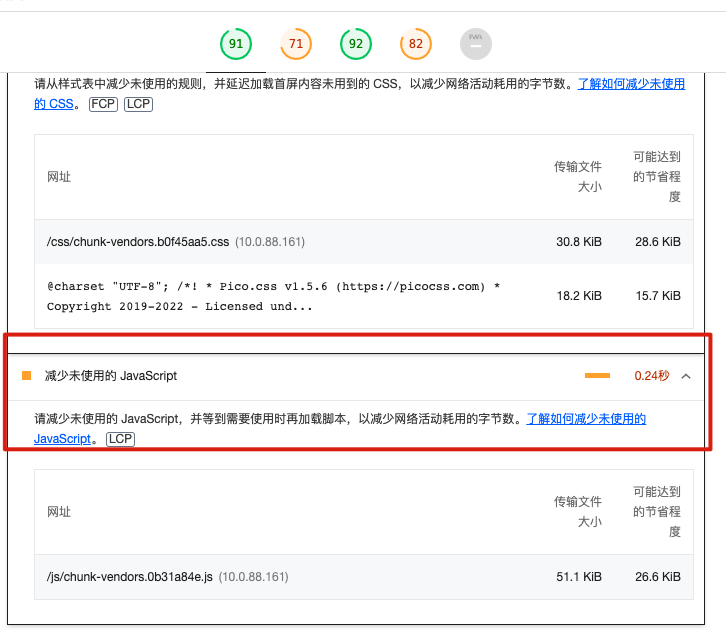 91
71
92
82
PWA
请从样式表中减少未使用的规则，并延迟加载首屏内容未用到的 CSS，以减少网络活动耗用的字节数。了解如何减少未使用
的 CSS。 FCP LCP
网址
传输文件
大小
可能达到
的节省程
度
/css/chunk-vendors.b0f45aa5.css (10.0.88.161)
30.8 KiB
28.6 KiB
@charset "UTF-8"; /*! * Pico.css v1.5.6 (https://picocss.com) *
Copyright 2019-2022 - Licensed und...
18.2 KiB
15.7 KiB
减少未使用的 JavaScript
0.24秒
请减少未使用的 JavaScript，并等到需要使用时再加载脚本，以减少网络活动耗用的字节数。了解如何减少未使用的
JavaScript。 LCP
网址
传输文件
大小
可能达到
的节省程
度
/js/chunk-vendors.0b31a84e.js (10.0.88.161)
51.1 KiB
26.6 KiB